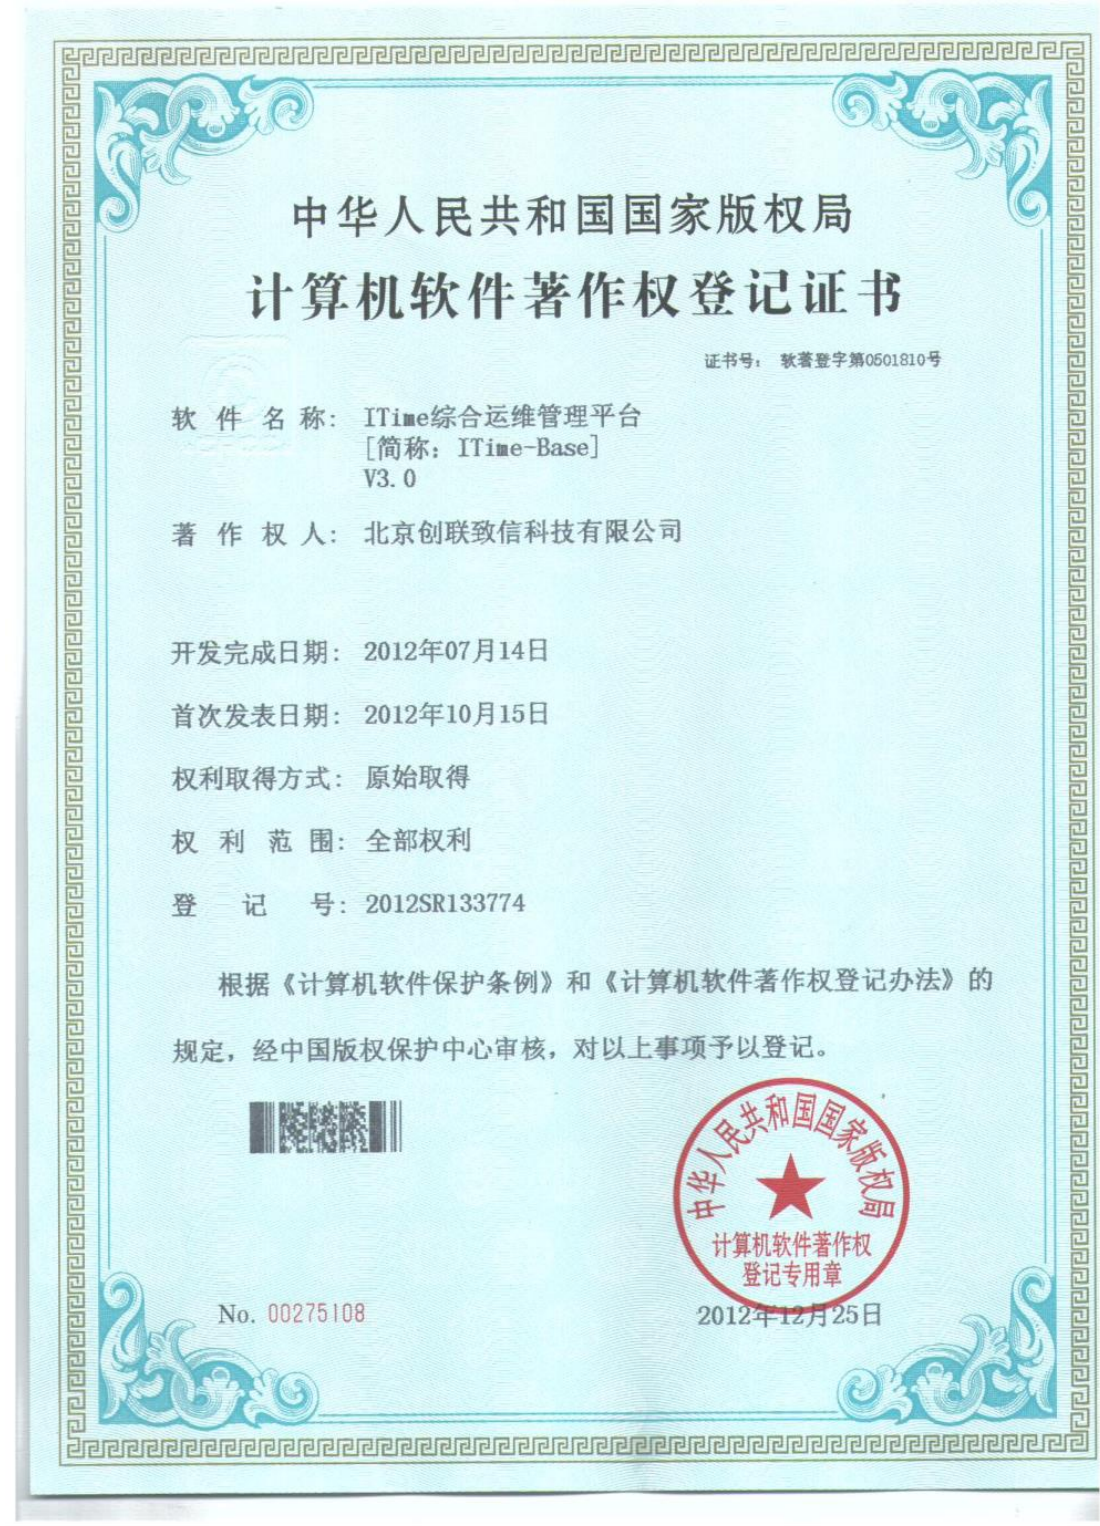 中华人民共和国国家版权局
计算机软件著作权登记证书
证书号： 软著登字第0501810号
软 件 名 称： ITime综合运维管理平台
[简称：ITime-Base]
V3.0
著 作 权 人： 北京创联致信科技有限公司
开发完成日期： 2012年07月14日
首次发表日期： 2012年10月15日
权利取得方式： 原始取得
权 利 范 围： 全部权利
登 记 号： 2012SR133774
根据《计算机软件保护条例》和《计算机软件著作权登记办法》的
规定，经中国版权保护中心审核，对以上事项予以登记。
中华人民共和国国家版权局
计算机软件著作权
登记专用章
No. 00275108
2012年12月25日